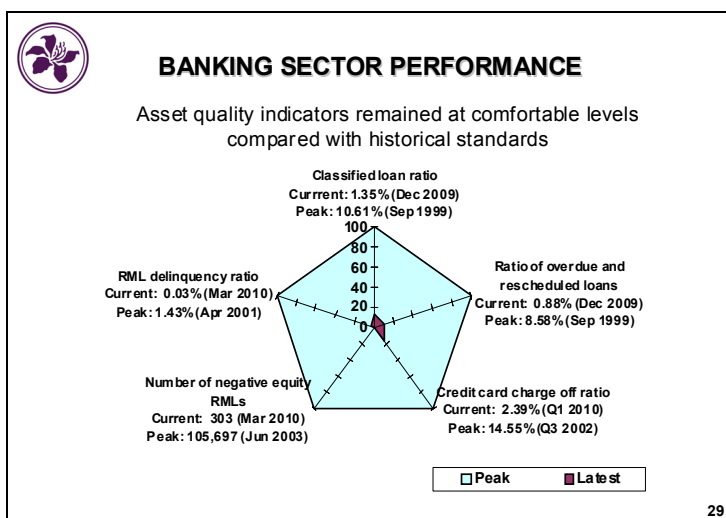 BANKING SECTOR PERFORMANCE
Asset quality indicators remained at comfortable levels
compared with historical standards
Classified loan ratio
Currrent: 1.35% (Dec 2009)
Peak: 10.61% (Sep 1999)
100
80
60
40
20
0
RML delinquency ratio
Current: 0.03% (Mar 2010)
Peak: 1.43% (Apr 2001)
Ratio of overdue and
rescheduled loans
Current: 0.88% (Dec 2009)
Peak: 8.58% (Sep 1999)
Number of negative equity
RMLs
Current: 303 (Mar 2010)
Peak: 105,697 (Jun 2003)
Credit card charge off ratio
Current: 2.39% (Q1 2010)
Peak: 14.55% (Q3 2002)
Peak
Latest
29